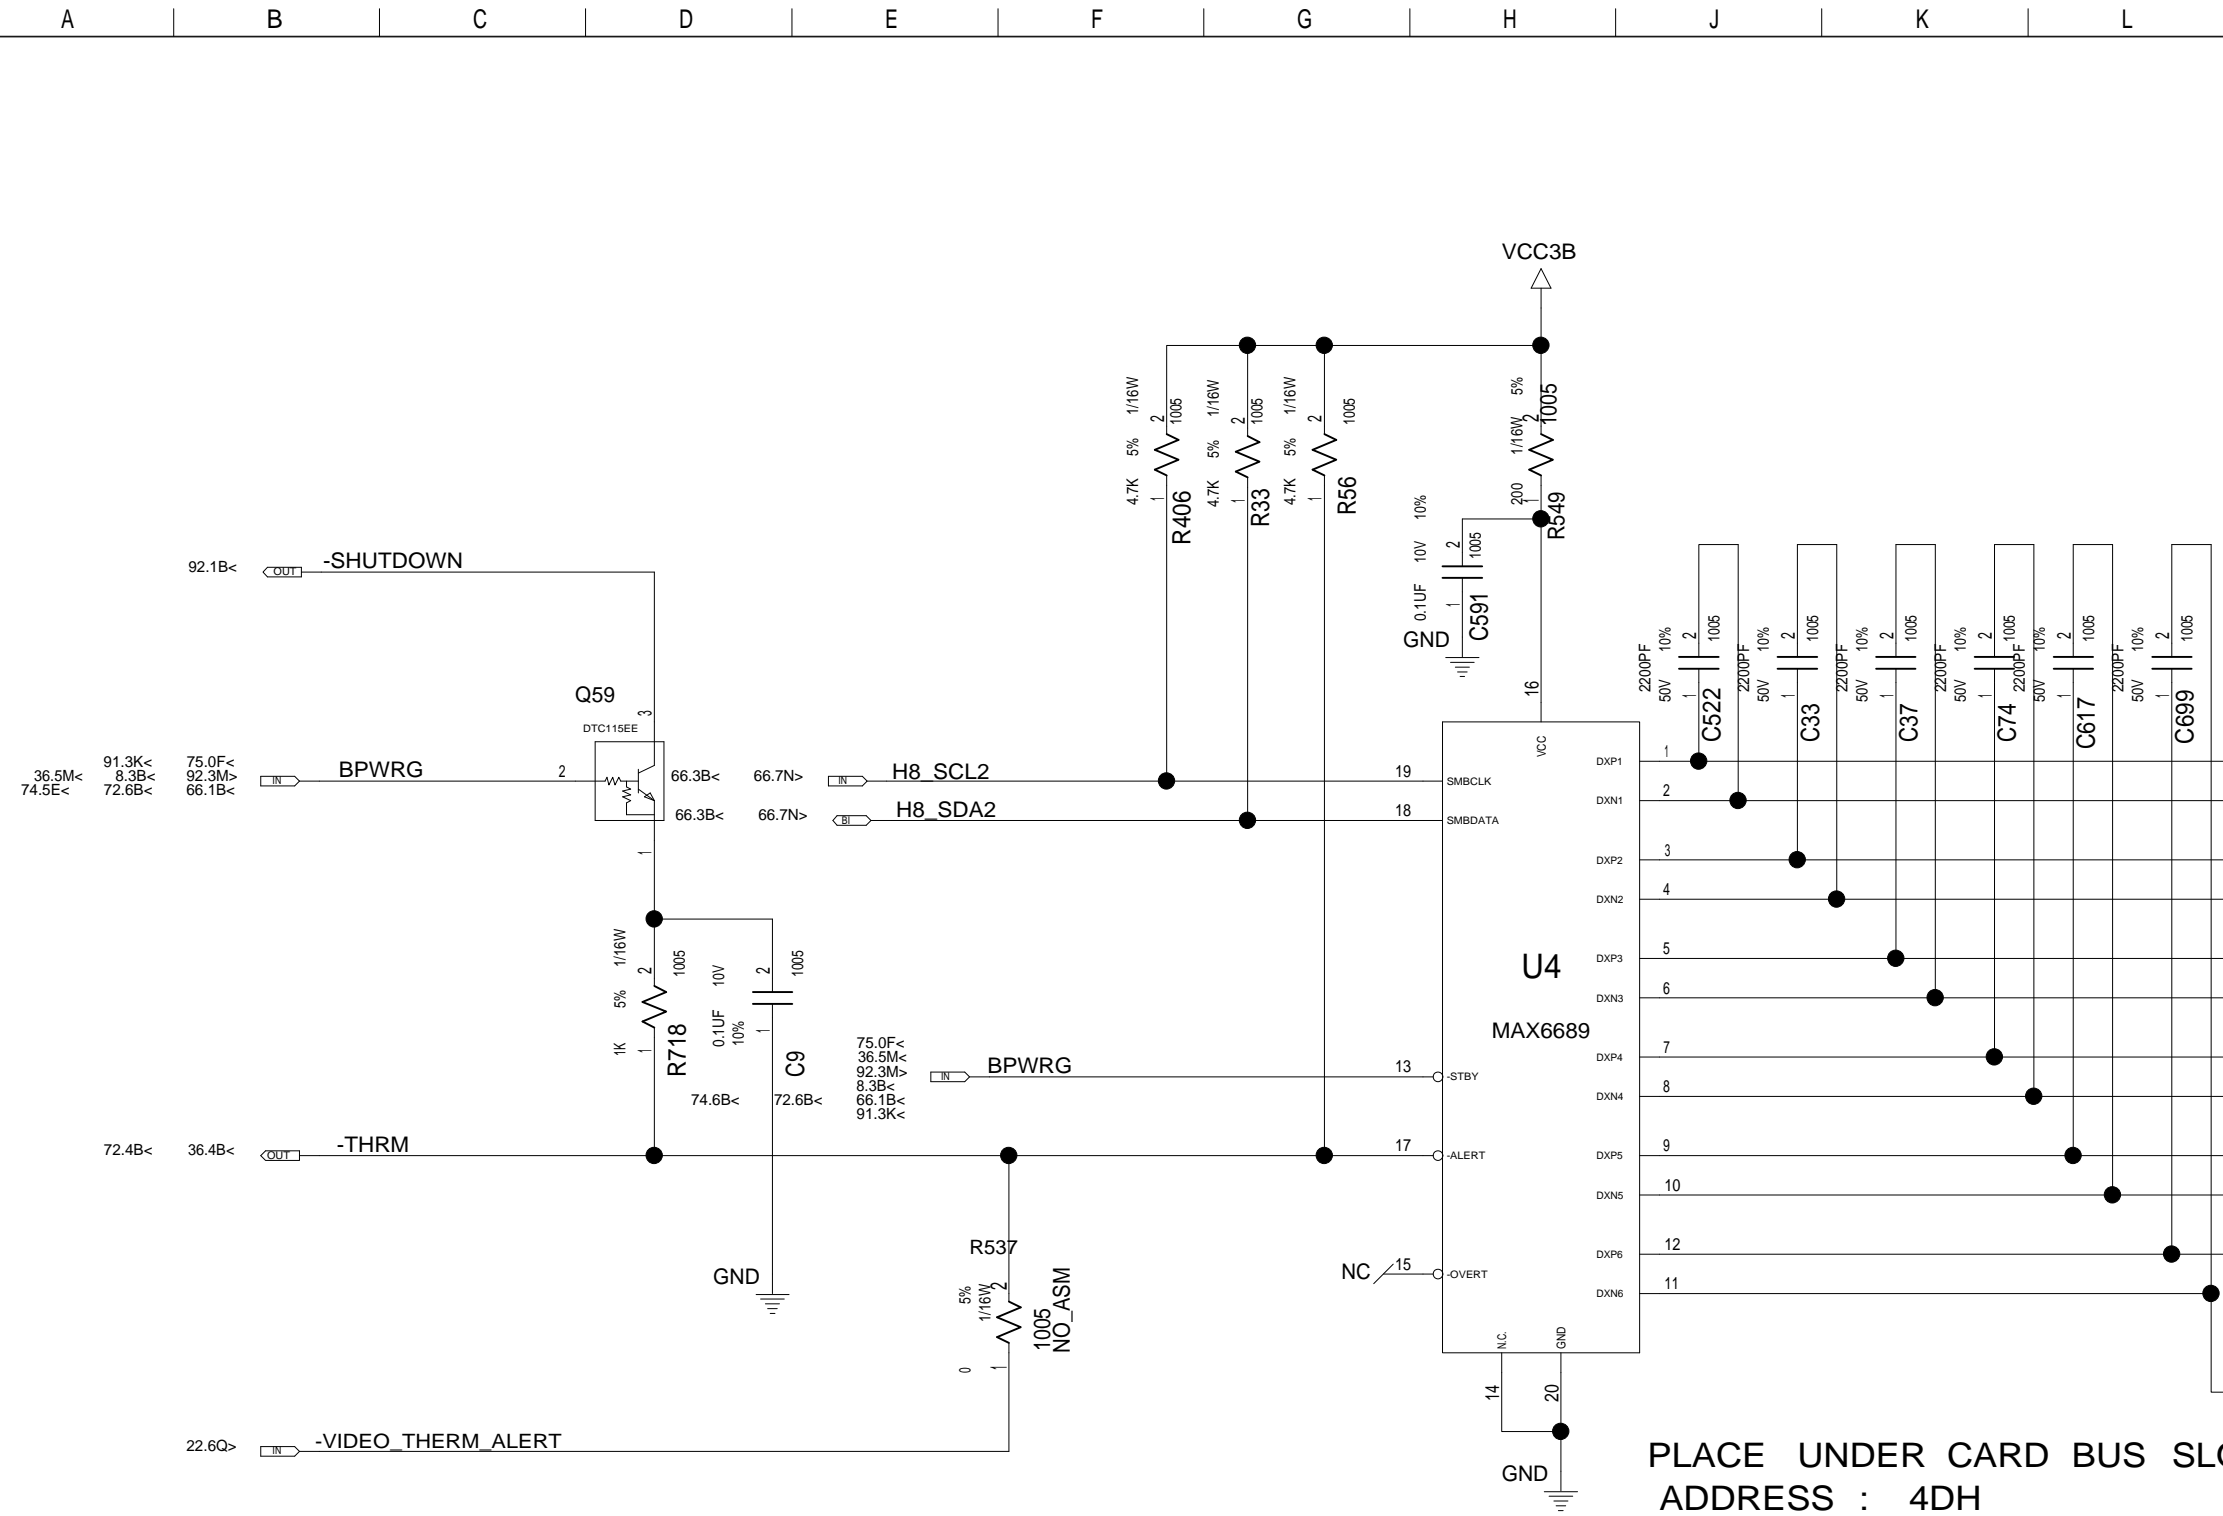 A B C D E F G H J K L
VCC3B
4.7K 5% 1/16W
2
1005
1
R406
4.7K 5% 1/16W
2
1005
1
R33
4.7K 5% 1/16W
2
1005
1
R56
200 1/16W 5%
2
1005
1
R549
0.1UF 10V 10%
2
1005
1
C591
GND
92.1B< OUT -SHUTDOWN
Q59
DTC115EE
3
91.3K< 75.0F<
36.5M< 8.3B< 92.3M>
74.5E< 72.6B< 66.1B<
IN BPWRG 2
1
66.3B< 66.7N> IN H8_SCL2 19 SMBCLK
66.3B< 66.7N> BI H8_SDA2 18 SMBDATA
16
VCC
2200PF
50V 10%
2
1005
1
C522
2200PF
50V 10%
2
1005
1
C33
2200PF
50V 10%
2
1005
1
C37
2200PF
50V 10%
2
1005
1
C74
2200PF
50V 10%
2
1005
1
C617
2200PF
50V 10%
2
1005
1
C699
DXP1 1
DXN1 2
DXP2 3
DXN2 4
DXP3 5
DXN3 6
DXP4 7
DXN4 8
DXP5 9
DXN5 10
DXP6 12
DXN6 11
U4
MAX6689
1K 5% 1/16W
2
1005
1
R718
0.1UF 10V
10%
2
1005
1
C9
GND
75.0F<
36.5M<
92.3M>
8.3B<
66.1B<
91.3K<
74.6B< 72.6B<
IN BPWRG 13 -STBY
72.4B< 36.4B< OUT -THRM 17 -ALERT
R537
0 5%
1/16W
2
1005
NO_ASM
1
NC 15 -OVERT
N.C. GND
14 20
GND
22.6Q> IN -VIDEO_THERM_ALERT
PLACE UNDER CARD BUS
ADDRESS : 4DH